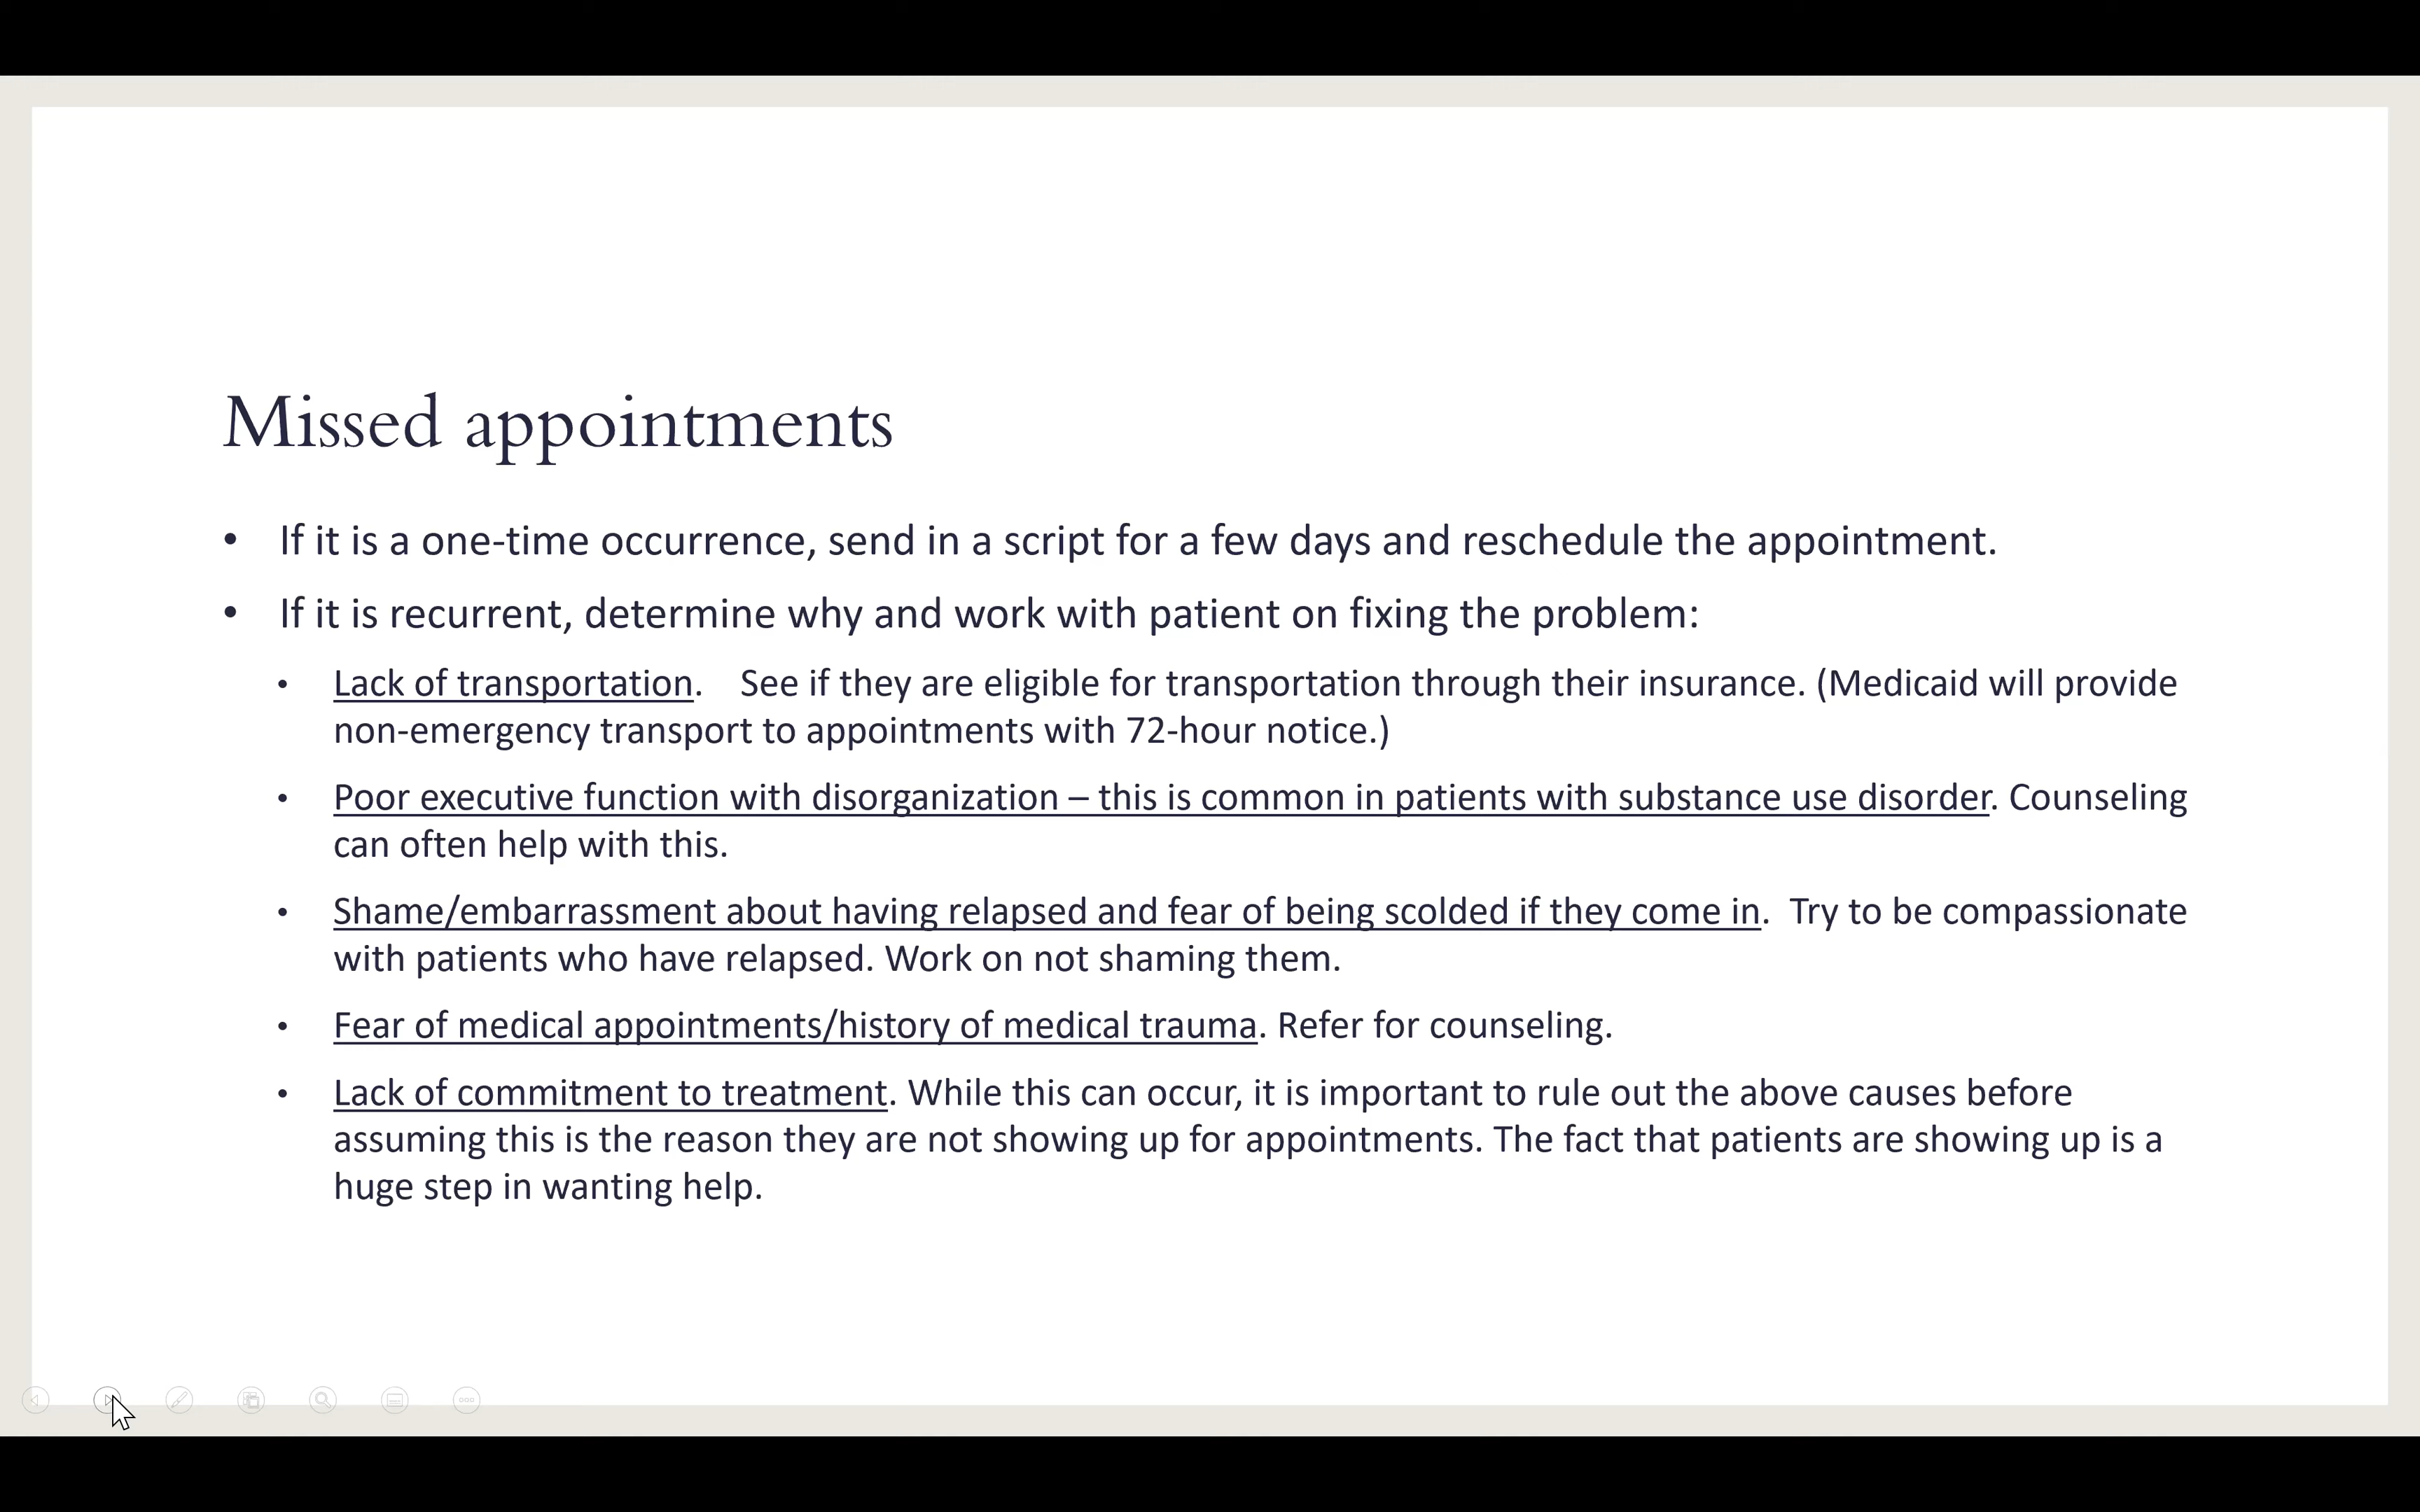 Missed appointments
• If it is a one-time occurrence, send in a script for a few days and reschedule the appointment.
• If it is recurrent, determine why and work with patient on fixing the problem:
• Lack of transportation.    See if they are eligible for transportation through their insurance. (Medicaid will provide
non-emergency transport to appointments with 72-hour notice.)
• Poor executive function with disorganization – this is common in patients with substance use disorder. Counseling
can often help with this.
• Shame/embarrassment about having relapsed and fear of being scolded if they come in.  Try to be compassionate
with patients who have relapsed. Work on not shaming them.
• Fear of medical appointments/history of medical trauma. Refer for counseling.
• Lack of commitment to treatment. While this can occur, it is important to rule out the above causes before
assuming this is the reason they are not showing up for appointments. The fact that patients are showing up is a
huge step in wanting help.